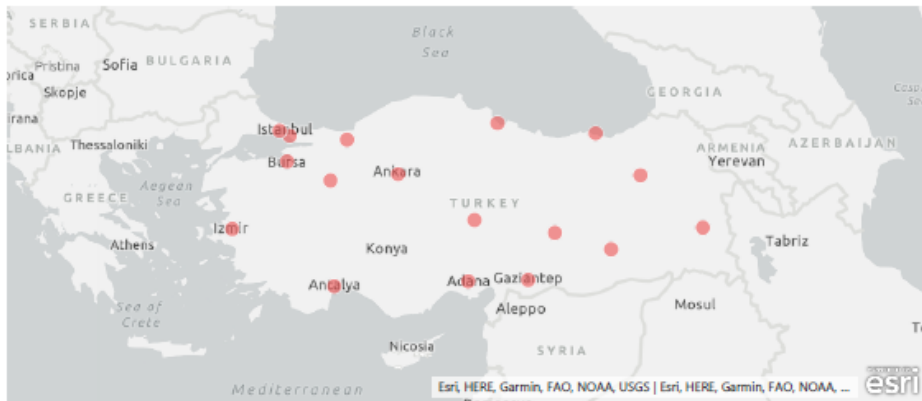 Black
Sea
SERBIA
Pristina
Sofia
BULGARIA
Skopje
GEORGIA
Istanbul
Thessaloniki
ARMENIA
AZERBAIJAN
Yerevan
Bursa
Ankara
Aegean
Sea
GREECE
TURKEY
Izmir
Athens
Konya
Tabriz
Antalya
Adana
Gaziantep
Aleppo
Mosul
Sea of
Crete
Nicosia
SYRIA
Mediterranean
Esri, HERE, Garmin, FAO, NOAA, USGS | Esri, HERE, Garmin, FAO, NOAA, ...
esri